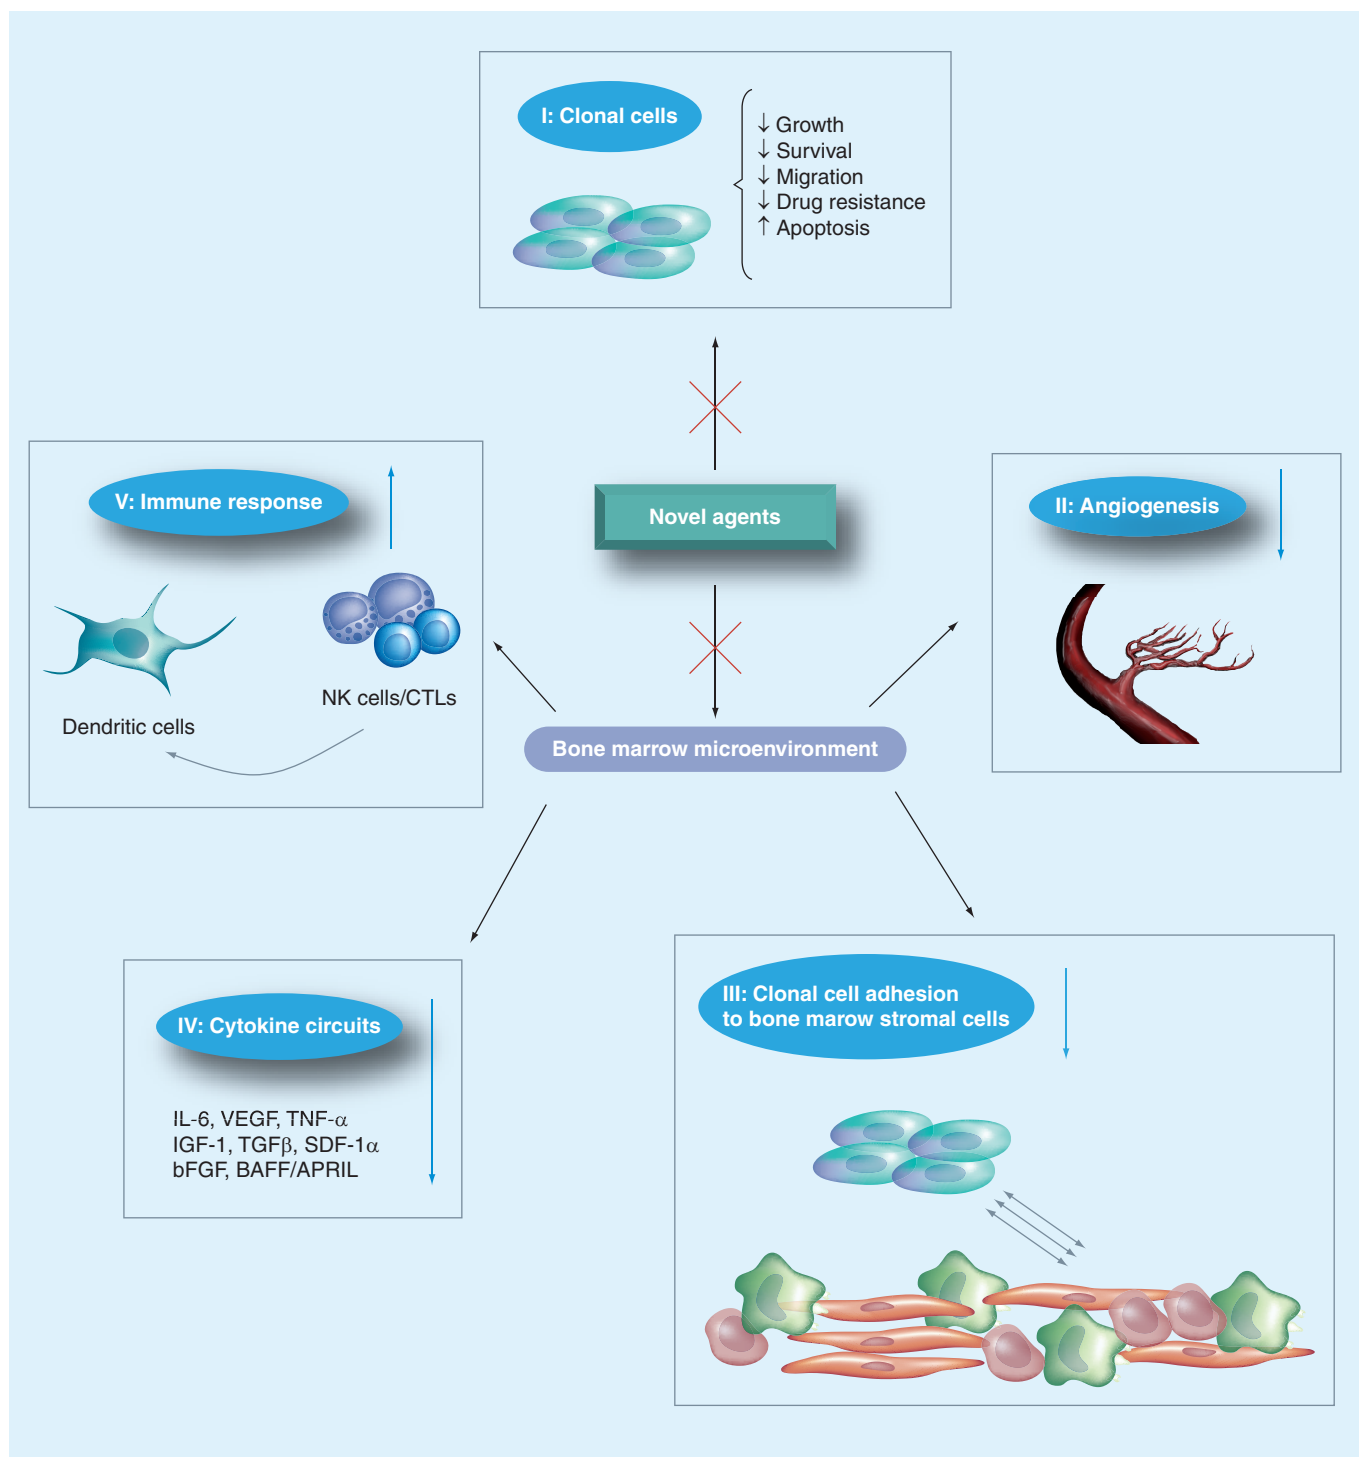 I: Clonal cells
↓ Growth
↓ Survival
↓ Migration
↓ Drug resistance
↑ Apoptosis
V: Immune response
Novel agents
II: Angiogenesis
NK cells/CTLs
Dendritic cells
Bone marrow microenvironment
III: Clonal cell adhesion
to bone marow stromal cells
IV: Cytokine circuits
IL-6, VEGF, TNF-α
IGF-1, TGFβ, SDF-1α
bFGF, BAFF/APRIL